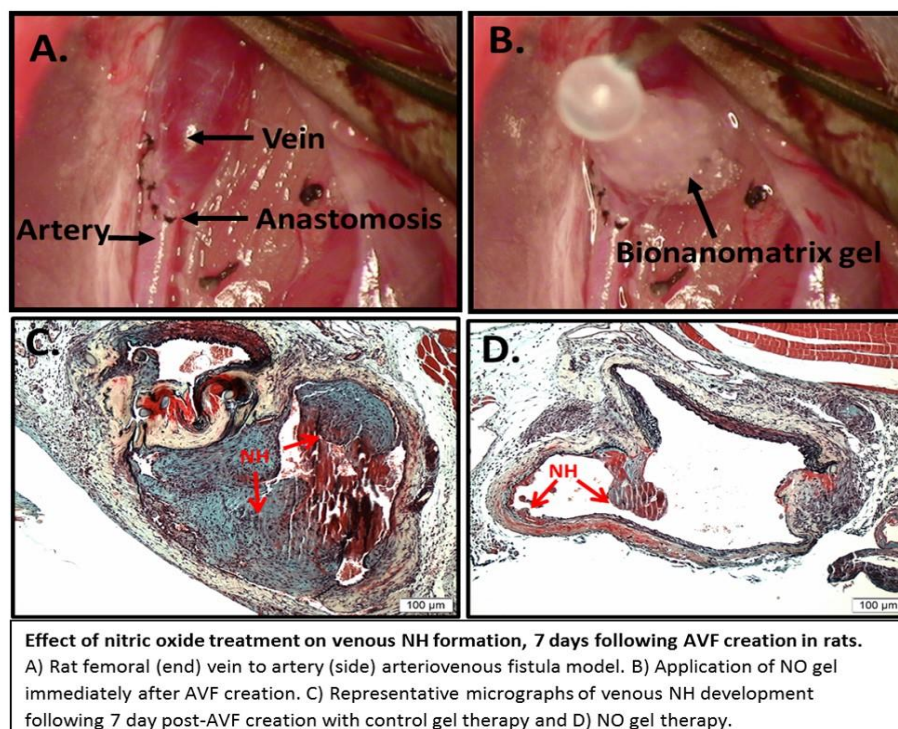 A.
Vein
Anastomosis
Artery
B.
Bionanomatrix gel
C.
NH
100 μm
D.
NH
100 μm
Effect of nitric oxide treatment on venous NH formation, 7 days following AVF creation in rats.
A) Rat femoral (end) vein to artery (side) arteriovenous fistula model. B) Application of NO gel
immediately after AVF creation. C) Representative micrographs of venous NH development
following 7 day post-AVF creation with control gel therapy and D) NO gel therapy.